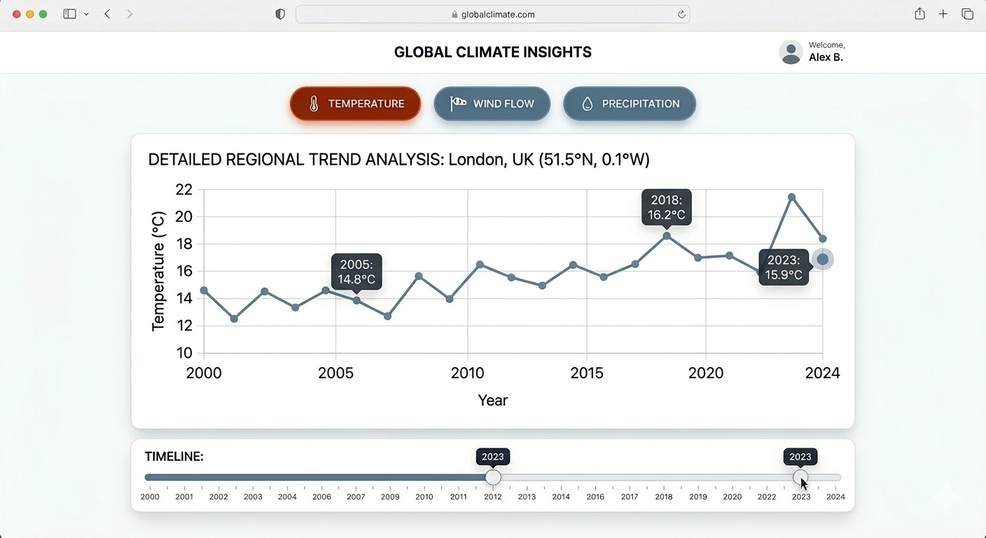 globalclimate.com
GLOBAL CLIMATE INSIGHTS
Welcome,
Alex B.
TEMPERATURE
WIND FLOW
PRECIPITATION
DETAILED REGIONAL TREND ANALYSIS: London, UK (51.5°N, 0.1°W)
Temperature (°C)
22
20
18
16
14
12
10
2005:
14.8°C
2018:
16.2°C
2023:
15.9°C
2000 2005 2010 2015 2020 2024
Year
TIMELINE:
2023 2023
2000 2001 2002 2003 2004 2006 2007 2009 2010 2011 2012 2013 2014 2016 2017 2018 2019 2020 2022 2023 2024